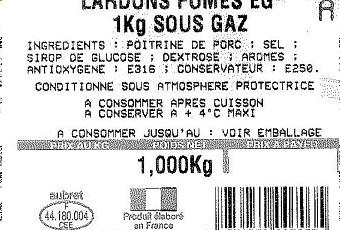 LARDONS FUMES EG
1Kg SOUS GAZ
INGREDIENTS : POITRINE DE PORC ; SEL ;
SIROP DE GLUCOSE ; DEXTROSE ; AROMES ;
ANTIOXYGENE : E316 ; CONSERVATEUR : E250.
CONDITIONNE SOUS ATMOSPHERE PROTECTRICE
A CONSOMMER APRES CUISSON
A CONSERVER A + 4°C MAXI
A CONSOMMER JUSQU'AU : VOIR EMBALLAGE
PRIX AU KG POIDS NET PRIX A PAYER
1,000Kg
aubret
F
44.180.004
CEE
Produit élaboré
en France
R